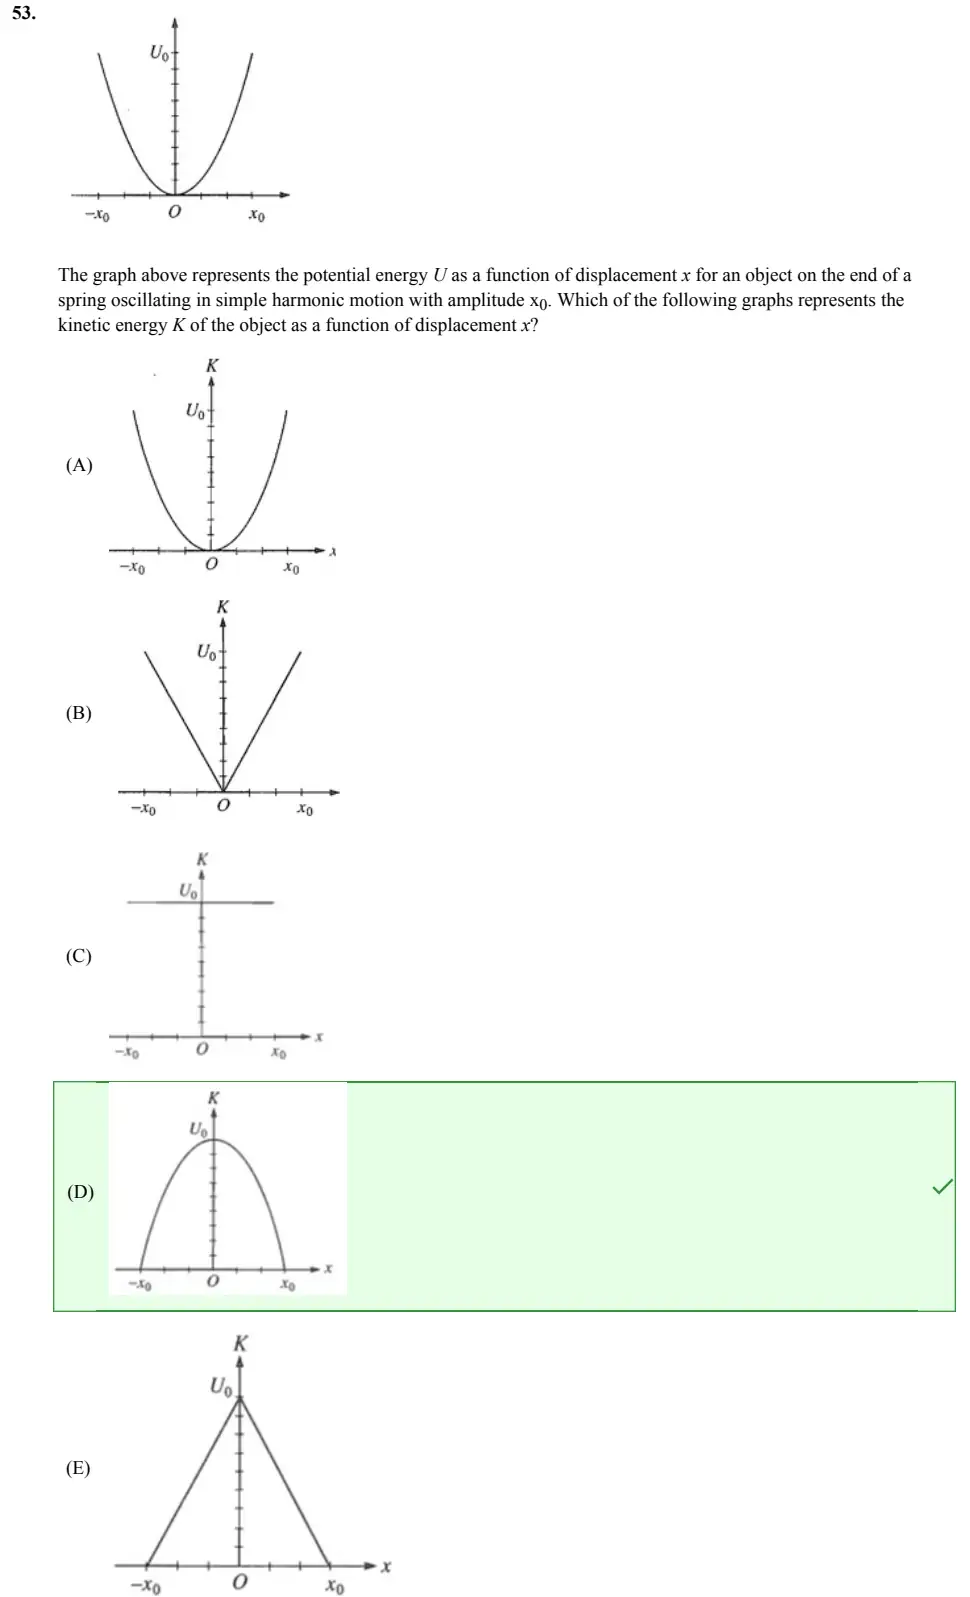 53.
U₀
−x₀ O x₀
The graph above represents the potential energy U as a function of displacement x for an object on the end of a
spring oscillating in simple harmonic motion with amplitude x₀. Which of the following graphs represents the
kinetic energy K of the object as a function of displacement x?
K
U₀
(A)
x
−x₀ O x₀
K
U₀
(B)
−x₀ O x₀
K
U₀
(C)
x
−x₀ O x₀
K
U₀
(D)
x
−x₀ O x₀
K
U₀
(E)
x
−x₀ O x₀